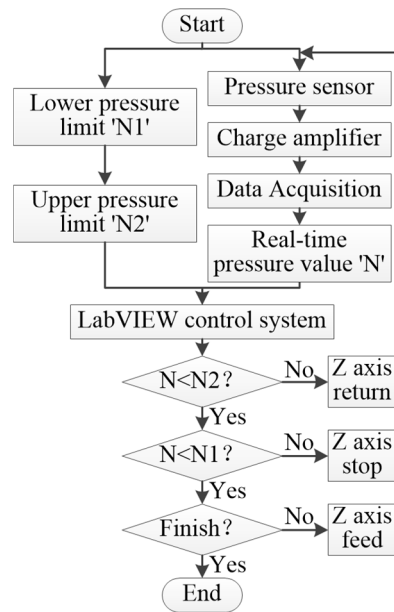 Start
Lower pressure
limit 'N1'
Upper pressure
limit 'N2'
Pressure sensor
Charge amplifier
Data Acquisition
Real-time
pressure value 'N'
LabVIEW control system
N<N2?
No
Z axis
return
Yes
N<N1?
No
Z axis
stop
Yes
Finish?
No
Z axis
feed
Yes
End